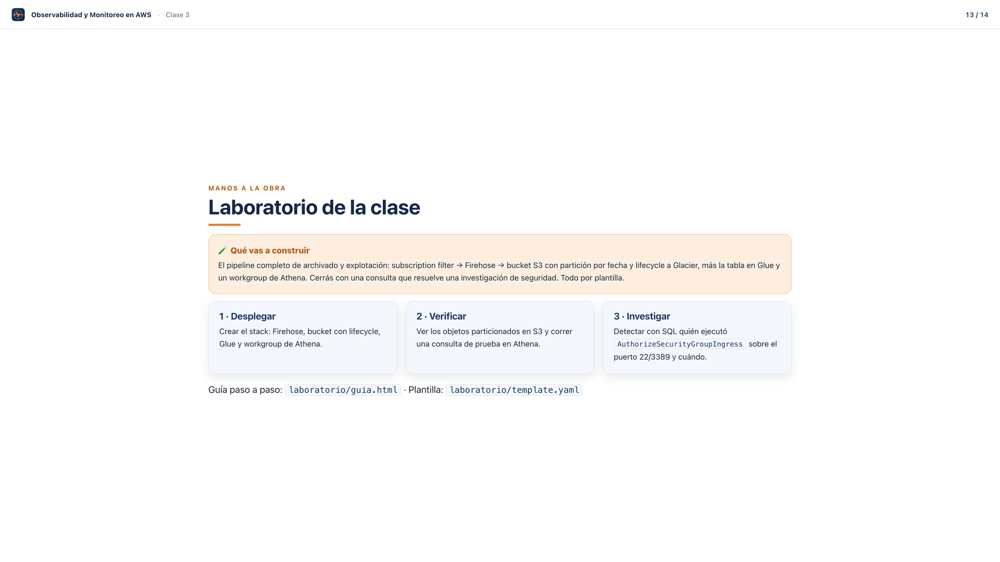 Observabilidad y Monitoreo en AWS · Clase 3
13 / 14
MANOS A LA OBRA
Laboratorio de la clase
Qué vas a construir
El pipeline completo de archivado y explotación: subscription filter → Firehose → bucket S3 con partición por fecha y lifecycle a Glacier, más la tabla en Glue y
un workgroup de Athena. Cerrás con una consulta que resuelve una investigación de seguridad. Todo por plantilla.
1 · Desplegar
Crear el stack: Firehose, bucket con lifecycle,
Glue y workgroup de Athena.
2 · Verificar
Ver los objetos particionados en S3 y correr
una consulta de prueba en Athena.
3 · Investigar
Detectar con SQL quién ejecutó
AuthorizeSecurityGroupIngress sobre el
puerto 22/3389 y cuándo.
Guía paso a paso: laboratorio/guia.html · Plantilla: laboratorio/template.yaml